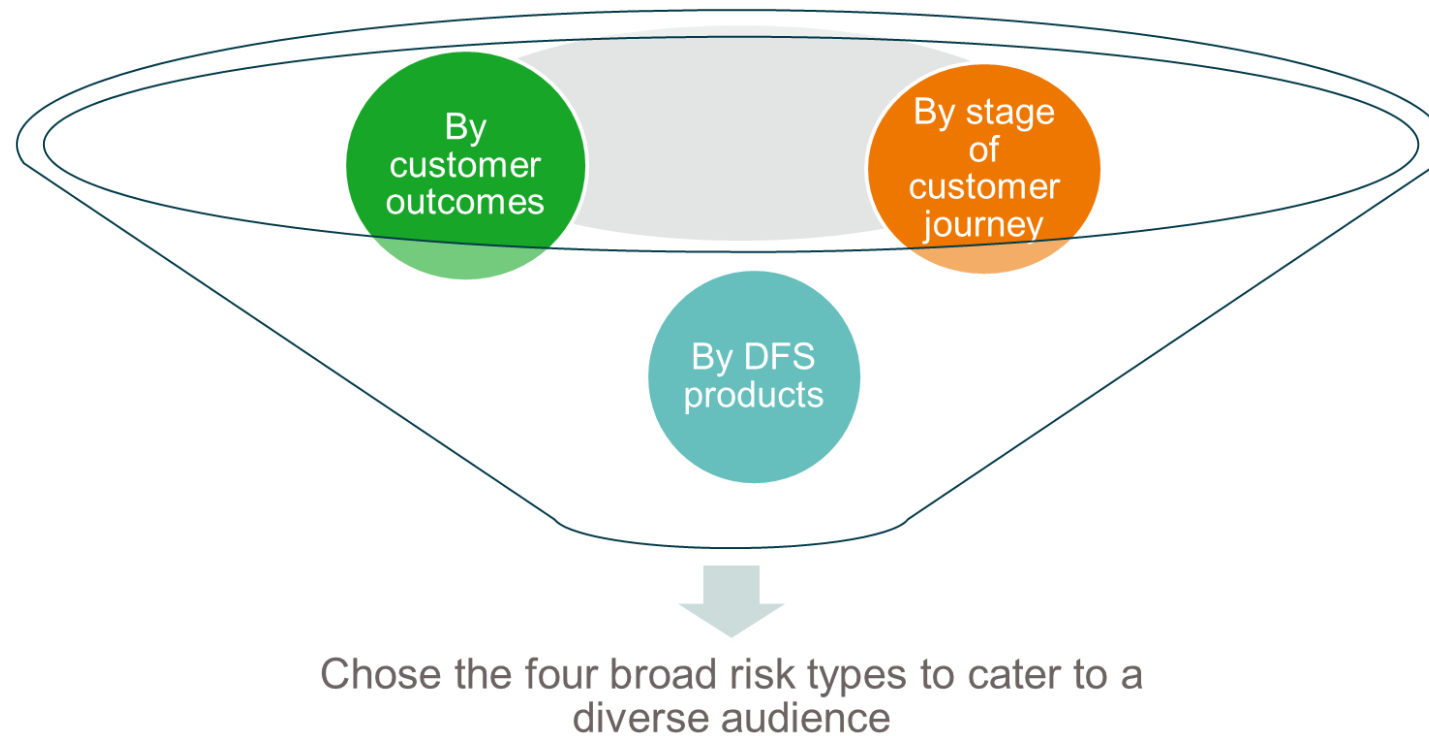 By
customer
outcomes
By stage
of
customer
journey
By DFS
products
Chose the four broad risk types to cater to a
diverse audience